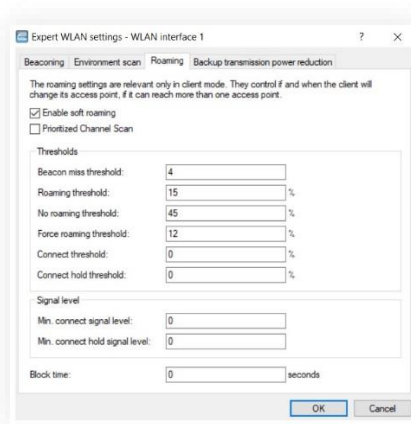 Expert WLAN settings - WLAN interface 1
Beaconing Environment scan Roaming Backup transmission power reduction
The roaming settings are relevant only in client mode. They control if and when the client will
change its access point, if it can reach more than one access point.
Enable soft roaming
Prioritized Channel Scan
Thresholds
Beacon miss threshold: 4
Roaming threshold: 15 %
No roaming threshold: 45 %
Force roaming threshold: 12 %
Connect threshold: 0 %
Connect hold threshold: 0 %
Signal level
Min. connect signal level: 0
Min. connect hold signal level: 0
Block time: 0 seconds
OK Cancel